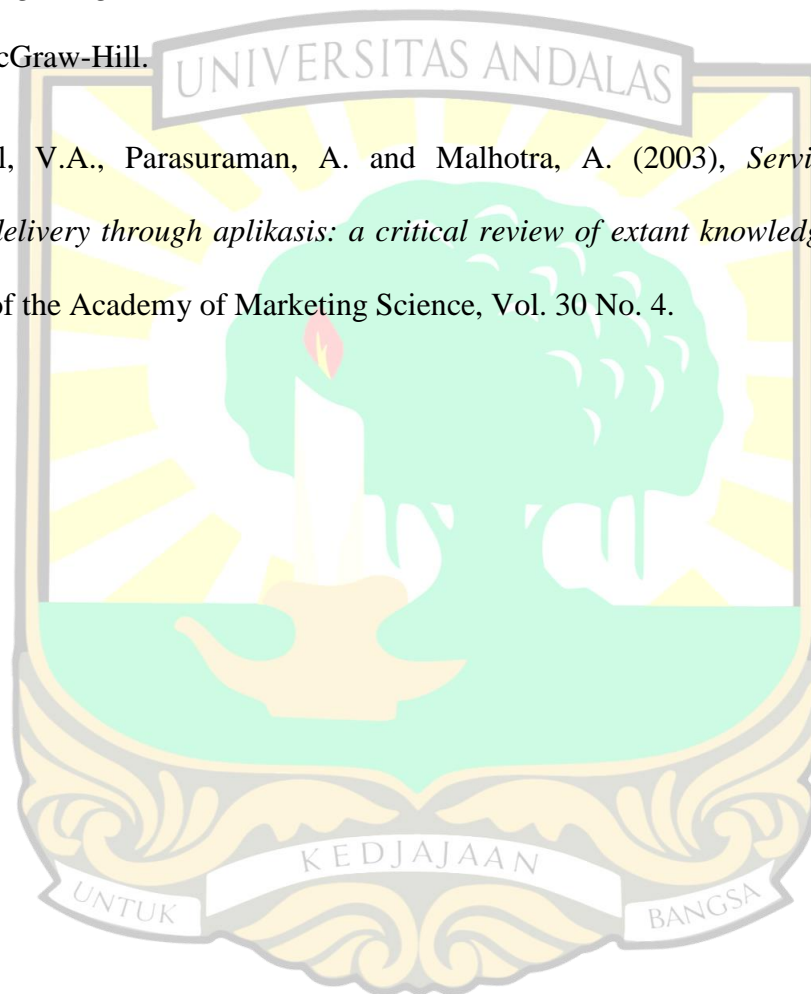 cGraw-Hill.
UNIVERSITAS ANDALAS
l, V.A., Parasuraman, A. and Malhotra, A. (2003), Servi
delivery through aplikasis: a critical review of extant knowledg
of the Academy of Marketing Science, Vol. 30 No. 4.
KEDJAJAAN
UNTUK
BANGSA